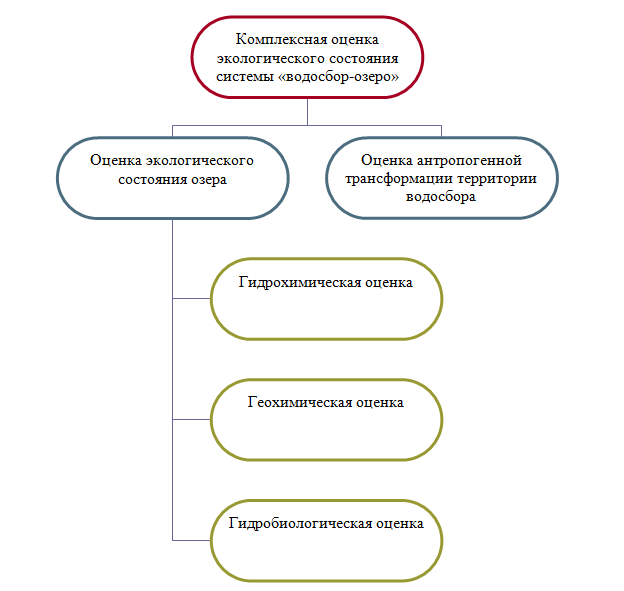 Комплексная оценка
экологического состояния
системы «водосбор-озеро»
Оценка экологического
состояния озера
Оценка антропогенной
трансформации территории
водосбора
Гидрохимическая оценка
Геохимическая оценка
Гидробиологическая оценка